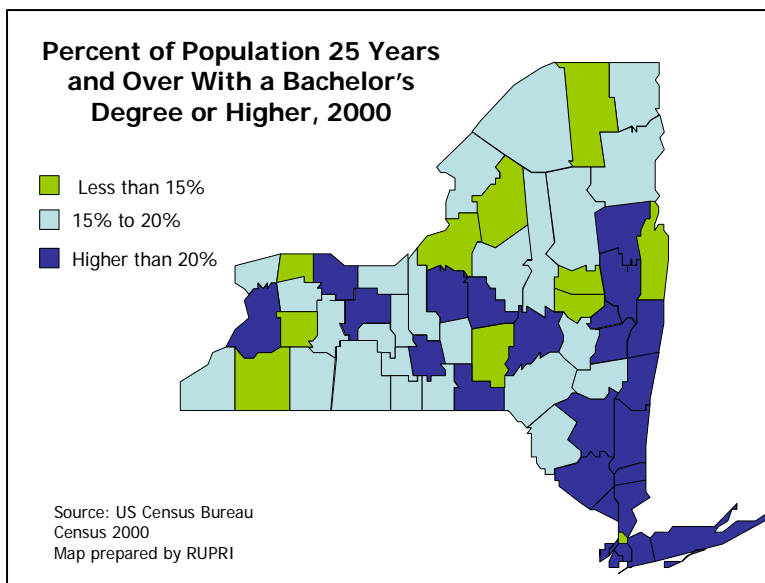 Percent of Population 25 Years
and Over With a Bachelor's
Degree or Higher, 2000
Less than 15%
15% to 20%
Higher than 20%
Source: US Census Bureau
Census 2000
Map prepared by RUPRI